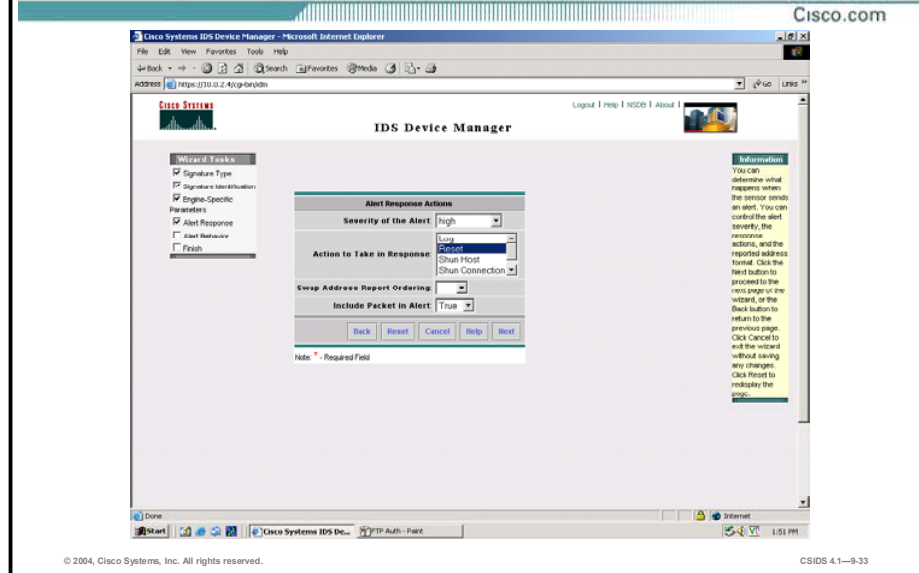 Cisco.com
Cisco Systems IDS Device Manager - Microsoft Internet Explorer
File Edit View Favorites Tools Help
Back Search Favorites Media
Address https://10.0.2.4/cgi-bin/idm Go Links »
CISCO SYSTEMS
Logout | Help | NSDB | About |
IDS Device Manager
Wizard Tasks
Signature Type
Signature Identification
Engine-Specific
Parameters
Alert Response
Alert Behavior
Finish
Alert Response Actions
Severity of the Alert: high
Action to Take in Response:
Log
Reset
Shun Host
Shun Connection
Swap Address Report Ordering:
Include Packet in Alert: True
Back Reset Cancel Help Next
Note: * - Required Field
Information
You can
determine what
happens when
the sensor sends
an alert. You can
control the alert
severity, the
response
actions, and the
reported address
format. Click the
Next button to
proceed to the
next page of the
wizard, or the
Back button to
return to the
previous page.
Click Cancel to
exit the wizard
without saving
any changes.
Click Reset to
redisplay the
page.
Done
Internet
Start
Cisco Systems IDS De...
FTP Auth - Paint
1:51 PM
© 2004, Cisco Systems, Inc. All rights reserved.
CSIDS 4.1—9-33